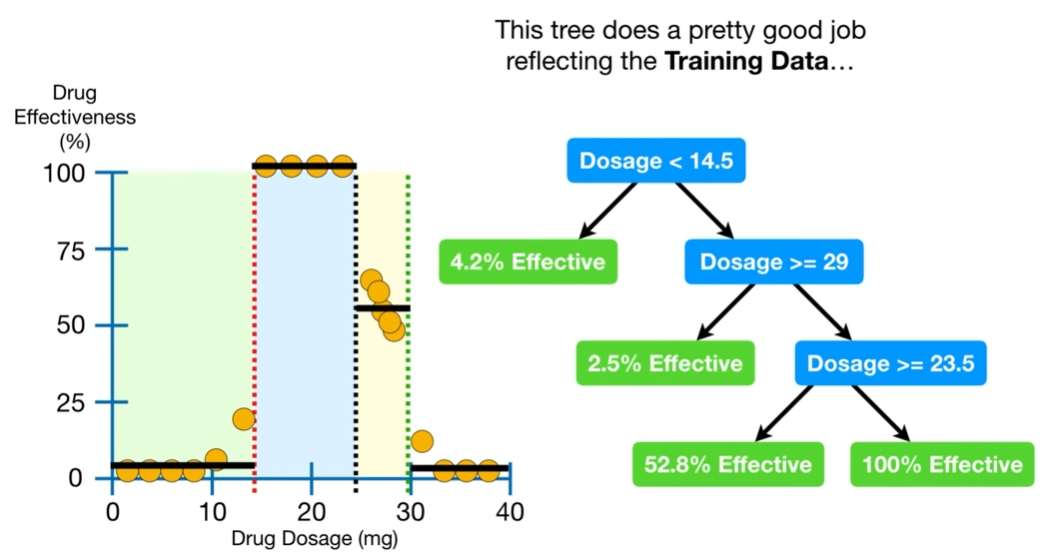 This tree does a pretty good job
reflecting the Training Data…
Drug
Effectiveness
(%)
100
75
50
25
0
0 10 20 30 40
Drug Dosage (mg)
Dosage < 14.5
4.2% Effective
Dosage >= 29
2.5% Effective
Dosage >= 23.5
52.8% Effective
100% Effective